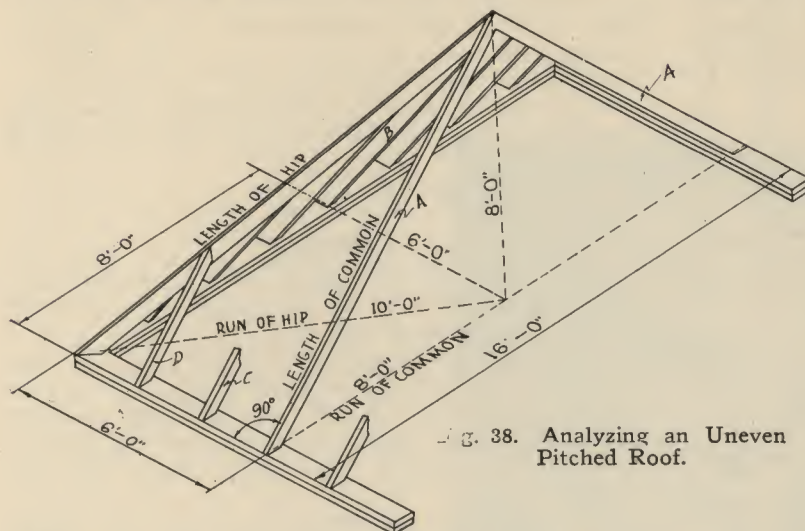 A
B
8'-0"
LENGTH OF HIP
A
8'-0"
6'-0"
LENGTH OF COMMON
10'-0"
RUN OF HIP
D
C
90°
8'-0"
RUN OF COMMON
16'-0"
6'-0"
g. 38. Analyzing an Uneven
Pitched Roof.